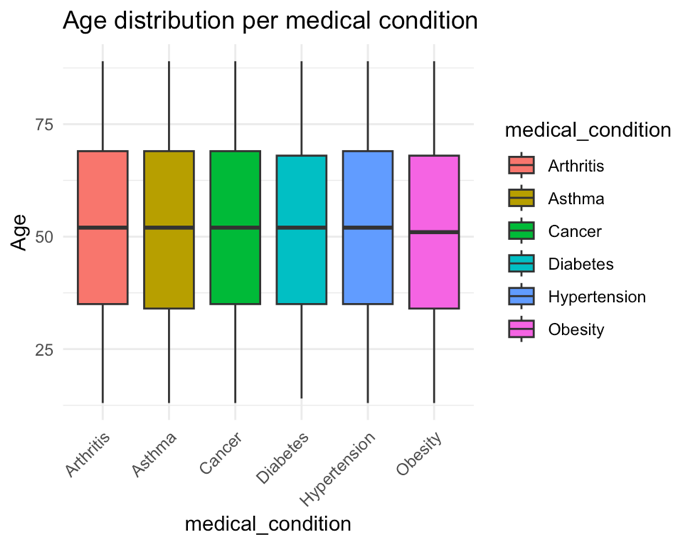 Age distribution per medical condition
75
50
25
Age
Arthritis
Asthma
Cancer
Diabetes
Hypertension
Obesity
medical_condition
medical_condition
Arthritis
Asthma
Cancer
Diabetes
Hypertension
Obesity